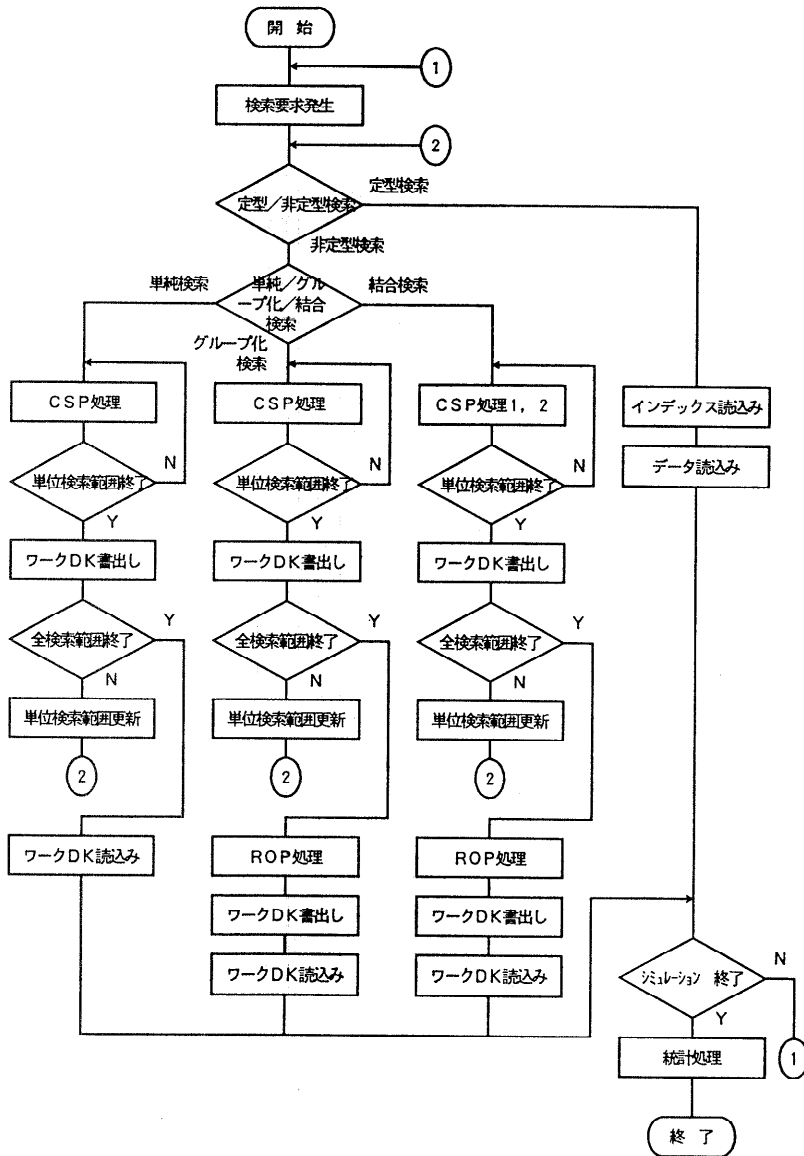 開 始
1
検索要求発生
2
定型検索
定型／非定型検索
非定型検索
単純検索
単純／グル
ープ化／結合
検索
結合検索
グループ化
検索
CSP処理
N
単位検索範囲終了
Y
ワークDK書出し
Y
全検索範囲終了
N
単位検索範囲更新
2
ワークDK読込み
CSP処理
N
単位検索範囲終了
Y
ワークDK書出し
Y
全検索範囲終了
N
単位検索範囲更新
2
ROP処理
ワークDK書出し
ワークDK読込み
CSP処理1，2
N
単位検索範囲終了
Y
ワークDK書出し
Y
全検索範囲終了
N
単位検索範囲更新
2
ROP処理
ワークDK書出し
ワークDK読込み
インデックス読込み
データ読込み
N
シミュレーション 終了
Y
1
統計処理
終 了